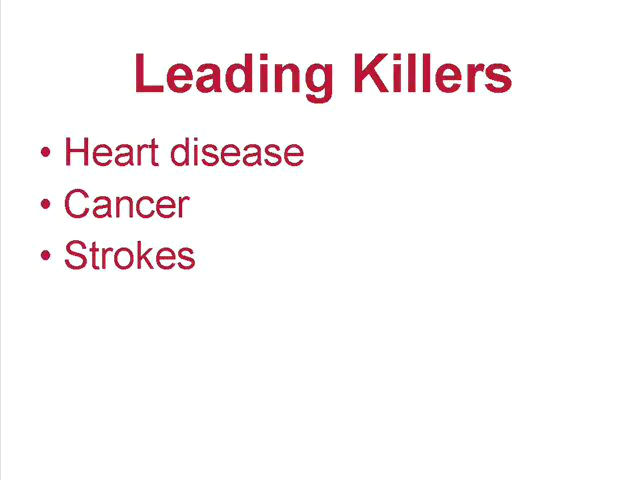 Leading Killers
• Heart disease
• Cancer
• Strokes